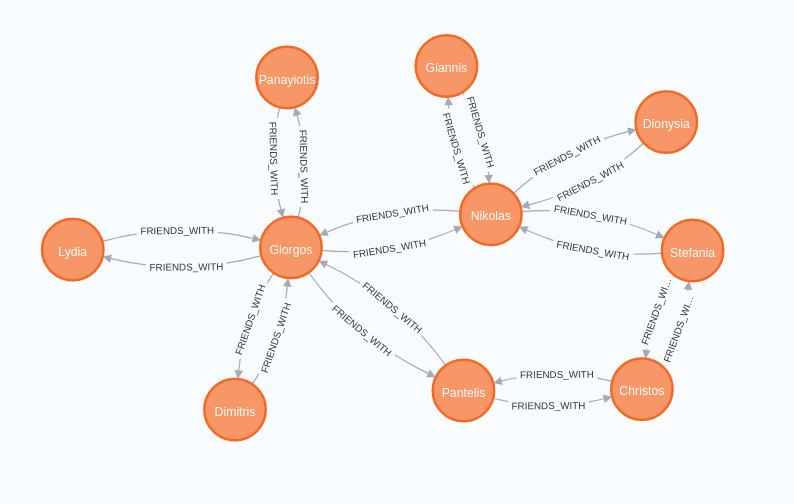 Giannis
Panayiotis
Dionysia
FRIENDS_WITH
FRIENDS_WITH
FRIENDS_WITH
FRIENDS_WITH
FRIENDS_WITH
FRIENDS_WITH
Nikolas
FRIENDS_WITH
FRIENDS_WITH
FRIENDS_WITH
FRIENDS_WITH
Lydia
Giorgos
Stefania
FRIENDS_WITH
FRIENDS_WITH
FRIENDS_WITH
FRIENDS_WITH
FRIENDS_WITH
FRIENDS_WITH
FRIENDS_WITH
FRIENDS_WI...
FRIENDS_WI...
FRIENDS_WITH
Pantelis
Christos
FRIENDS_WITH
Dimitris